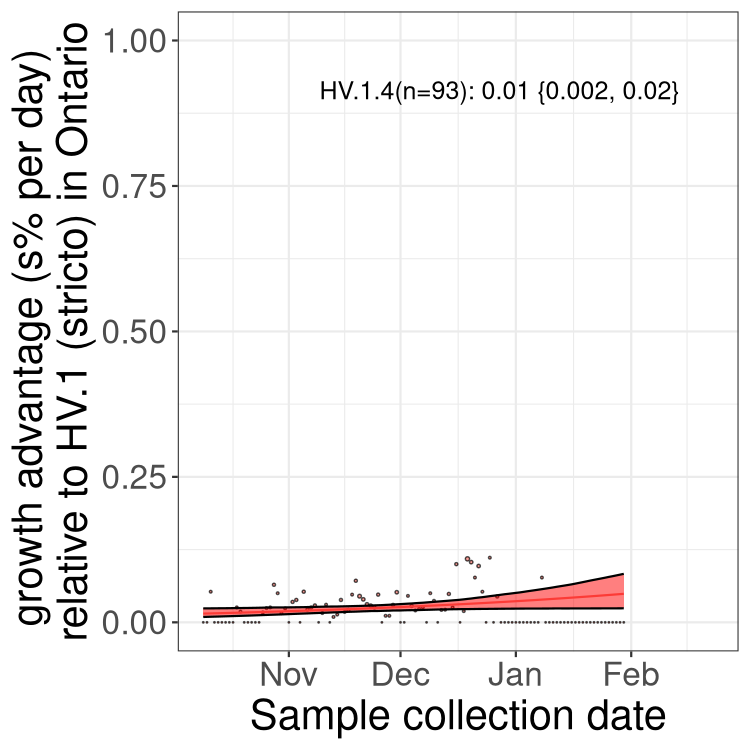 growth advantage (s% per day)
relative to HV.1 (stricto) in Ontario
1.00
0.75
0.50
0.25
0.00
HV.1.4(n=93): 0.01 {0.002, 0.02}
Nov Dec Jan Feb
Sample collection date